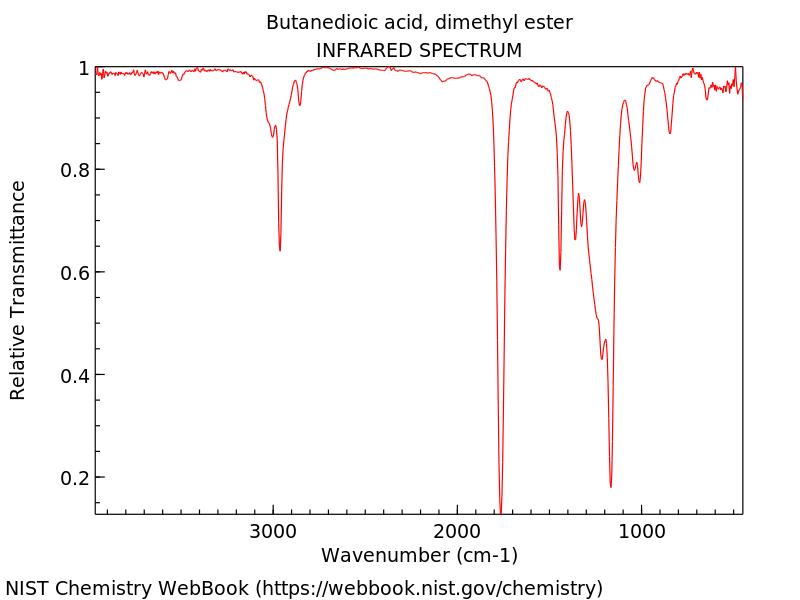 Butanedioic acid, dimethyl ester
INFRARED SPECTRUM
1
0.8
0.6
0.4
0.2
Relative Transmittance
3000 2000 1000
Wavenumber (cm-1)
NIST Chemistry WebBook (https://webbook.nist.gov/chemistry)